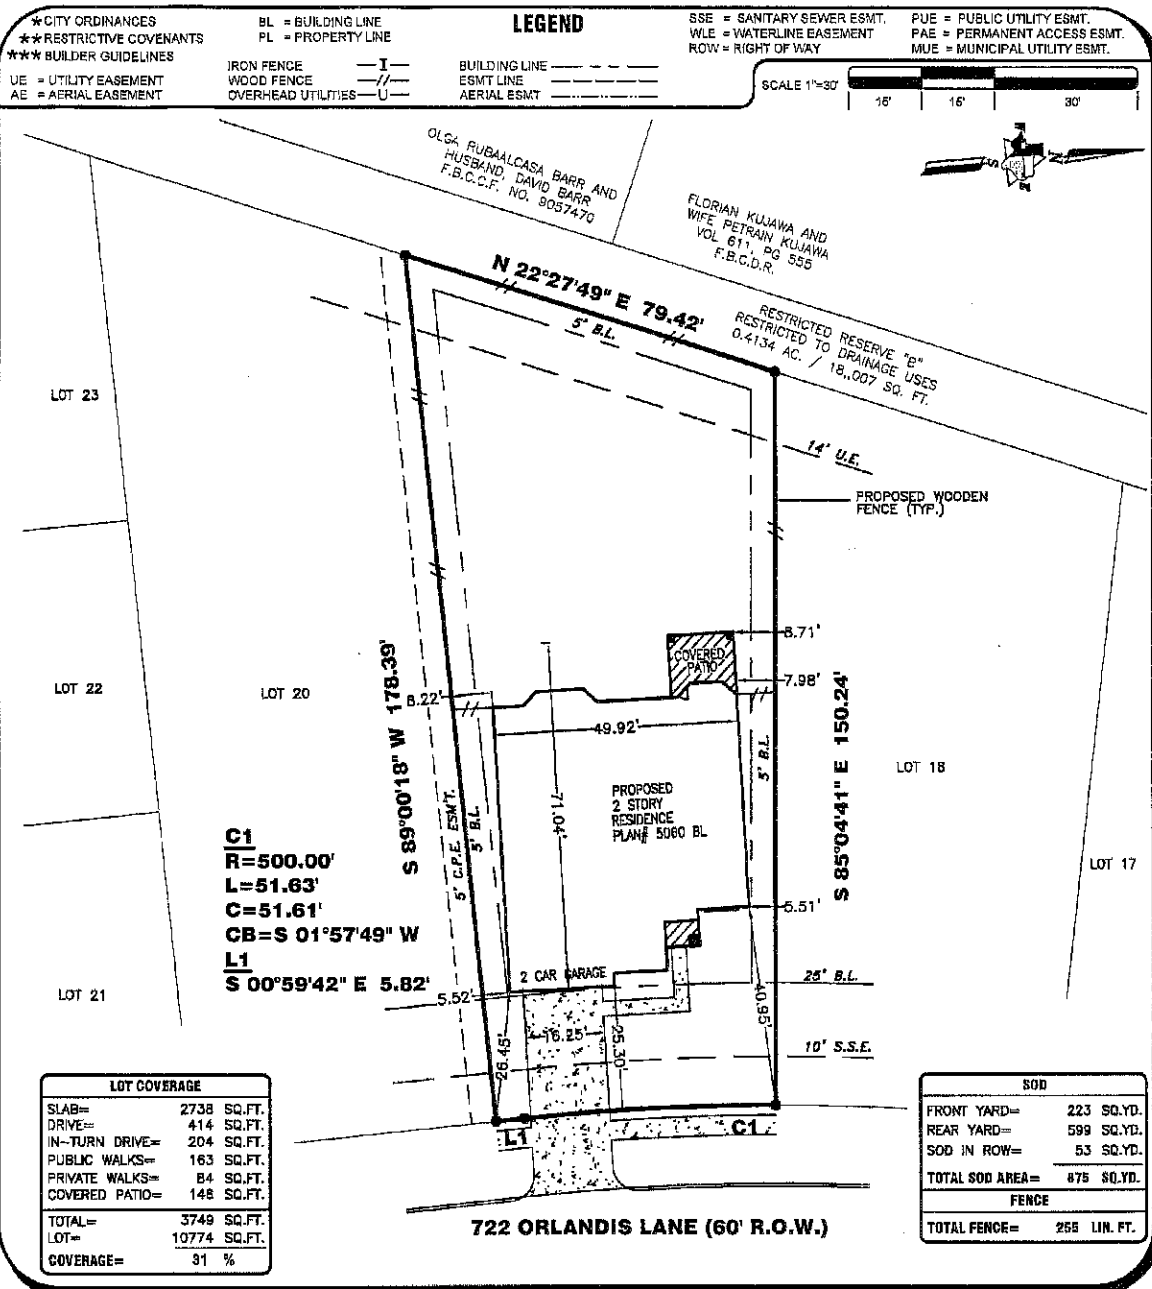 *CITY ORDINANCES
**RESTRICTIVE COVENANTS
***BUILDER GUIDELINES
UE = UTILITY EASEMENT
AE = AERIAL EASEMENT
BL = BUILDING LINE
PL = PROPERTY LINE
IRON FENCE —I—
WOOD FENCE —//—
OVERHEAD UTILITIES —U—
LEGEND
BUILDING LINE
ESMT LINE
AERIAL ESMT
SSE = SANITARY SEWER ESMT.
WLE = WATERLINE EASEMENT
ROW = RIGHT OF WAY
PUE = PUBLIC UTILITY ESMT.
PAE = PERMANENT ACCESS ESMT.
MUE = MUNICIPAL UTILITY ESMT.
SCALE 1"=30'
15' 15' 30'
S
OLGA RUBAALCASA BARR AND
HUSBAND, DAVID BARR
F.B.C.C.F. NO. 9057470
FLORIAN KUJAWA AND
WIFE PETRAIN KUJAWA
VOL 611, PG 555
F.B.C.D.R.
N 22°27'49" E 79.42'
5' B.L.
RESTRICTED RESERVE "B"
RESTRICTED TO DRAINAGE USES
0.4134 AC. / 18,,007 SQ. FT.
LOT 23
14' U.E.
PROPOSED WOODEN
FENCE (TYP.)
8.71'
COVERED
PATIO
7.98'
LOT 22
LOT 20
8.22'
S 89°00'18" W 178.39'
49.92'
71.04'
5' B.L.
S 85°04'41" E 150.24'
LOT 18
PROPOSED
2 STORY
RESIDENCE
PLAN# 5060 BL
5' C.P.E. ESM'T.
5' B.L.
C1
R=500.00'
L=51.63'
C=51.61'
CB=S 01°57'49" W
L1
S 00°59'42" E 5.82'
LOT 17
5.51'
LOT 21
2 CAR GARAGE
25' B.L.
5.52'
40.95'
16.25'
26.45'
25.30'
10' S.S.E.
L1
C1
722 ORLANDIS LANE (60' R.O.W.)
LOT COVERAGE
SLAB= 2738 SQ.FT.
DRIVE= 414 SQ.FT.
IN-TURN DRIVE= 204 SQ.FT.
PUBLIC WALKS= 163 SQ.FT.
PRIVATE WALKS= 84 SQ.FT.
COVERED PATIO= 146 SQ.FT.
TOTAL= 3749 SQ.FT.
LOT= 10774 SQ.FT.
COVERAGE= 31 %
SOD
FRONT YARD= 223 SQ.YD.
REAR YARD= 599 SQ.YD.
SOD IN ROW= 53 SQ.YD.
TOTAL SOD AREA= 875 SQ.YD.
FENCE
TOTAL FENCE= 255 LIN. FT.